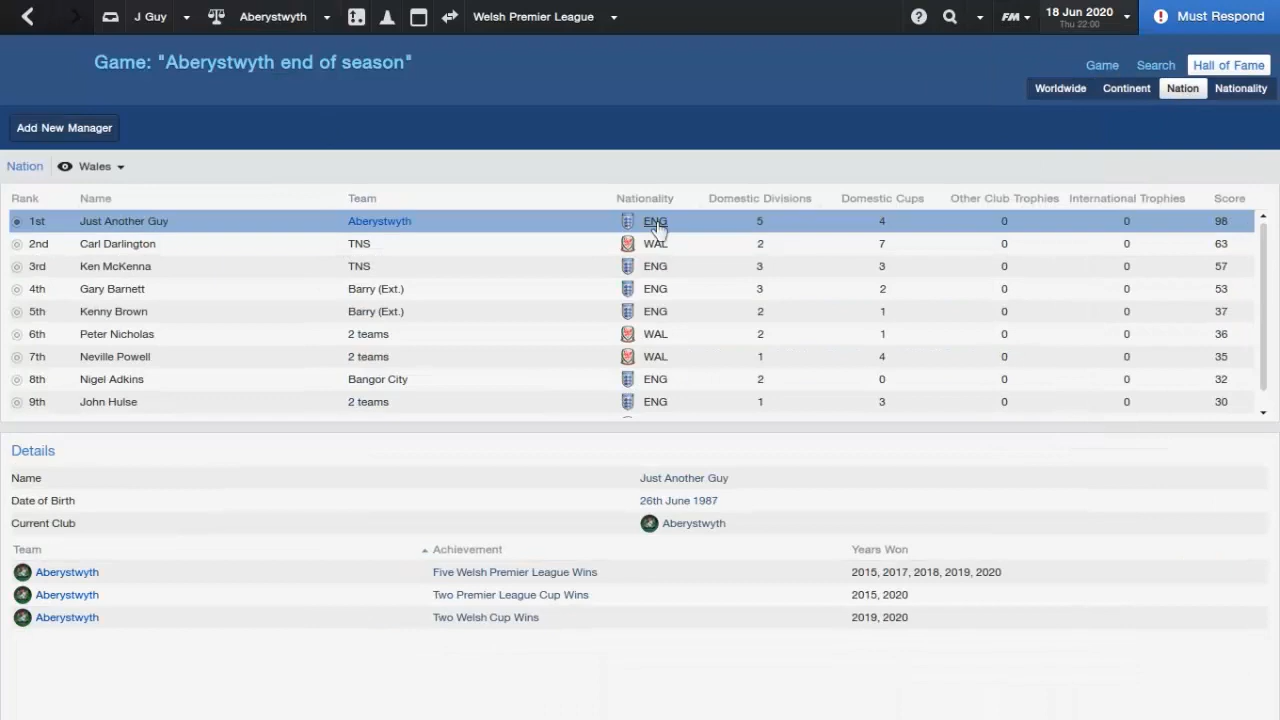 J Guy Aberystwyth Welsh Premier League FM 18 Jun 2020 Must Respond
Thu 22:00
Game: "Aberystwyth end of season" Game Search Hall of Fame
Worldwide Continent Nation Nationality
Add New Manager
Nation Wales
Rank Name Team Nationality Domestic Divisions Domestic Cups Other Club Trophies International Trophies Score
1st Just Another Guy Aberystwyth ENG 5 4 0 0 98
2nd Carl Darlington TNS WAL 2 7 0 0 63
3rd Ken McKenna TNS ENG 3 3 0 0 57
4th Gary Barnett Barry (Ext.) ENG 3 2 0 0 53
5th Kenny Brown Barry (Ext.) ENG 2 1 0 0 37
6th Peter Nicholas 2 teams WAL 2 1 0 0 36
7th Neville Powell 2 teams WAL 1 4 0 0 35
8th Nigel Adkins Bangor City ENG 2 0 0 0 32
9th John Hulse 2 teams ENG 1 3 0 0 30
Details
Name Just Another Guy
Date of Birth 26th June 1987
Current Club Aberystwyth
Team Achievement Years Won
Aberystwyth Five Welsh Premier League Wins 2015, 2017, 2018, 2019, 2020
Aberystwyth Two Premier League Cup Wins 2015, 2020
Aberystwyth Two Welsh Cup Wins 2019, 2020